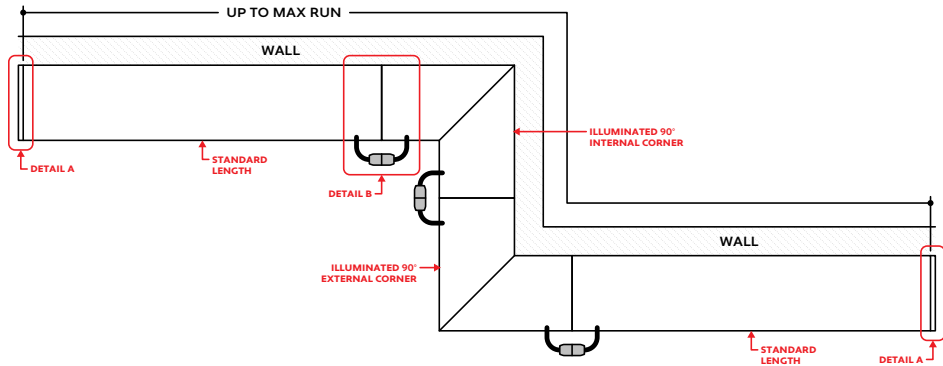 UP TO MAX RUN
WALL
ILLUMINATED 90°
INTERNAL CORNER
STANDARD
LENGTH
DETAIL A
DETAIL B
WALL
ILLUMINATED 90°
EXTERNAL CORNER
STANDARD
LENGTH
DETAIL A